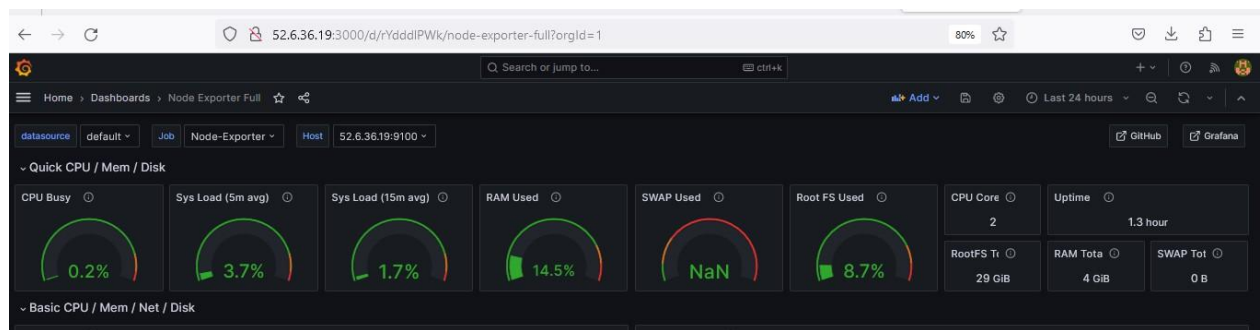 52.6.36.19:3000/d/rYdddlPWk/node-exporter-full?orgId=1
80%
Search or jump to...
ctrl+k
Home › Dashboards › Node Exporter Full
Add
Last 24 hours
datasource default
Job Node-Exporter
Host 52.6.36.19:9100
GitHub
Grafana
Quick CPU / Mem / Disk
CPU Busy
0.2%
Sys Load (5m avg)
3.7%
Sys Load (15m avg)
1.7%
RAM Used
14.5%
SWAP Used
NaN
Root FS Used
8.7%
CPU Core
2
Uptime
1.3 hour
RootFS T
29 GiB
RAM Tota
4 GiB
SWAP Tot
0 B
Basic CPU / Mem / Net / Disk